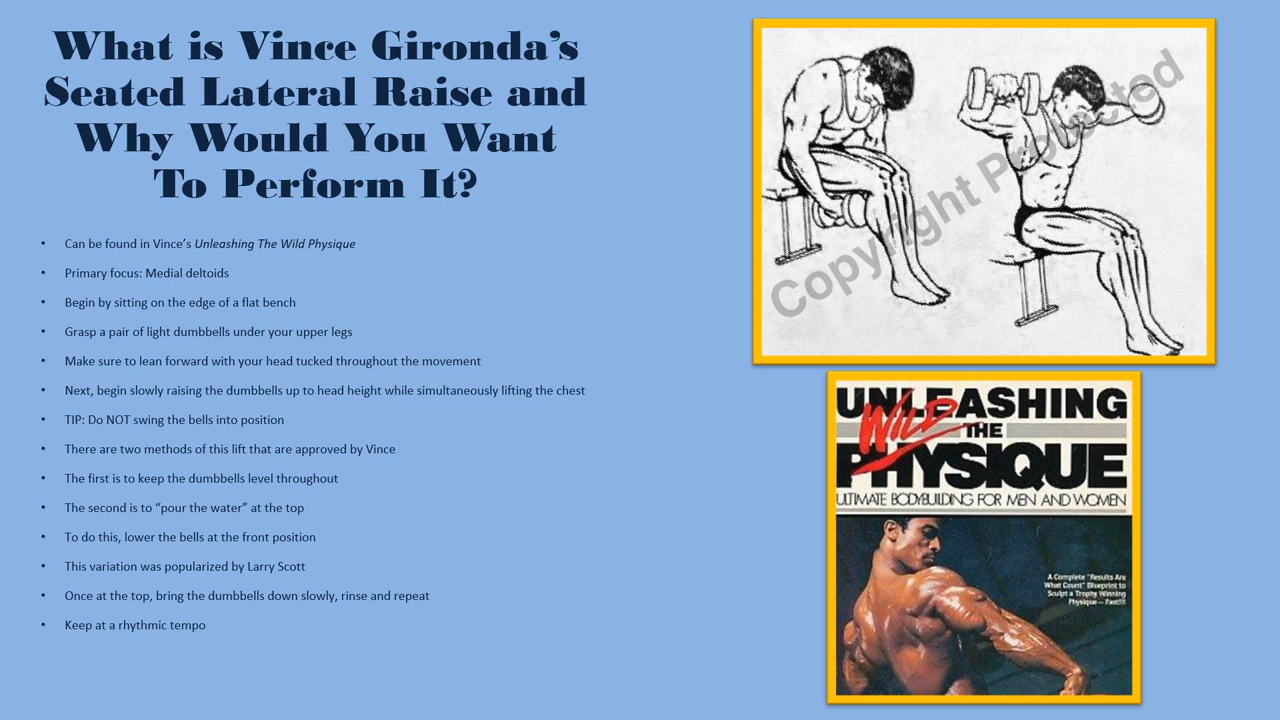 What is Vince Gironda’s
Seated Lateral Raise and
Why Would You Want
To Perform It?
• Can be found in Vince’s Unleashing The Wild Physique
• Primary focus: Medial deltoids
• Begin by sitting on the edge of a flat bench
• Grasp a pair of light dumbbells under your upper legs
• Make sure to lean forward with your head tucked throughout the movement
• Next, begin slowly raising the dumbbells up to head height while simultaneously lifting the chest
• TIP: Do NOT swing the bells into position
• There are two methods of this lift that are approved by Vince
• The first is to keep the dumbbells level throughout
• The second is to “pour the water” at the top
• To do this, lower the bells at the front position
• This variation was popularized by Larry Scott
• Once at the top, bring the dumbbells down slowly, rinse and repeat
• Keep at a rhythmic tempo
Copyright Protected
UNLEASHING
THE
WILD
PHYSIQUE
ULTIMATE BODYBUILDING FOR MEN AND WOMEN
A Complete "Results Are
What Count" Blueprint to
Sculpt a Trophy Winning
Physique — Fast!!!